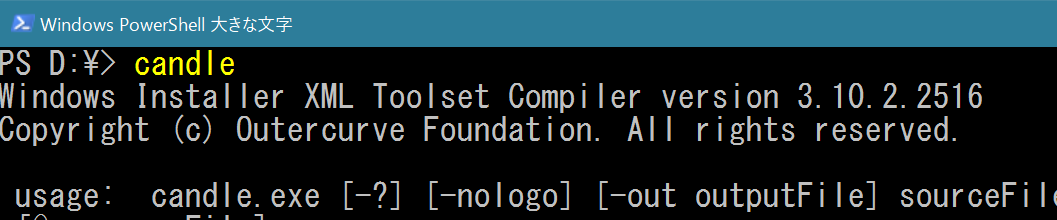 Windows PowerShell 大きな文字
PS D:¥> candle
Windows Installer XML Toolset Compiler version 3.10.2.2516
Copyright (c) Outercurve Foundation. All rights reserved.
usage:  candle.exe [-?] [-nologo] [-out outputFile] sourceFile